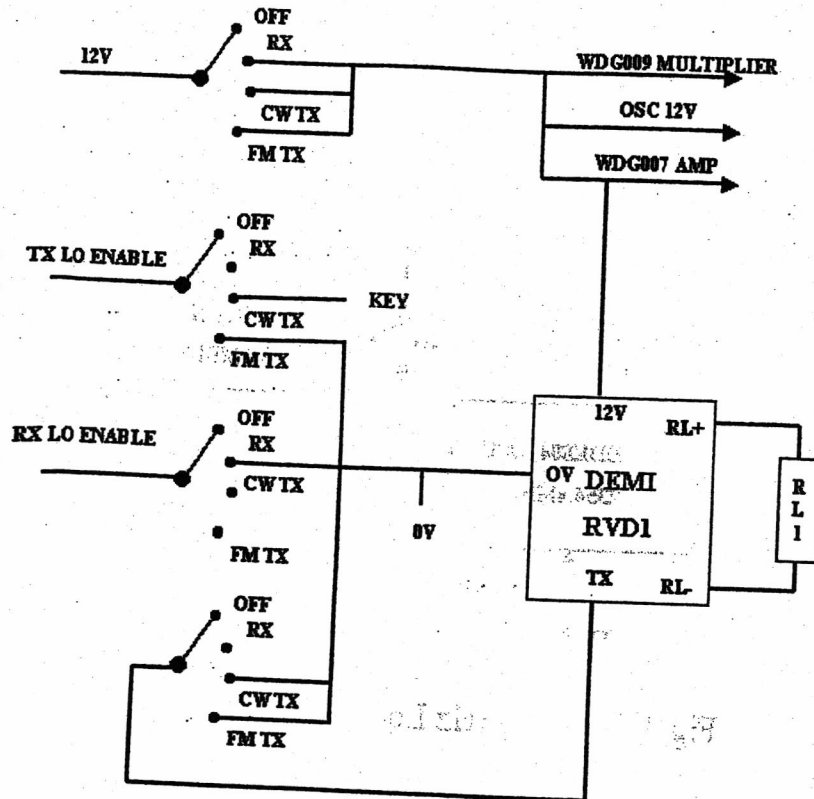 OFF
RX
12V
CW TX
FM TX
WDG009 MULTIPLIER
OSC 12V
WDG007 AMP
OFF
RX
TX LO ENABLE
KEY
CW TX
FM TX
OFF
RX
RX LO ENABLE
CW TX
FM TX
0V
12V
RL+
0V DEMI
RVD1
TX
RL-
RL1
OFF
RX
CW TX
FM TX